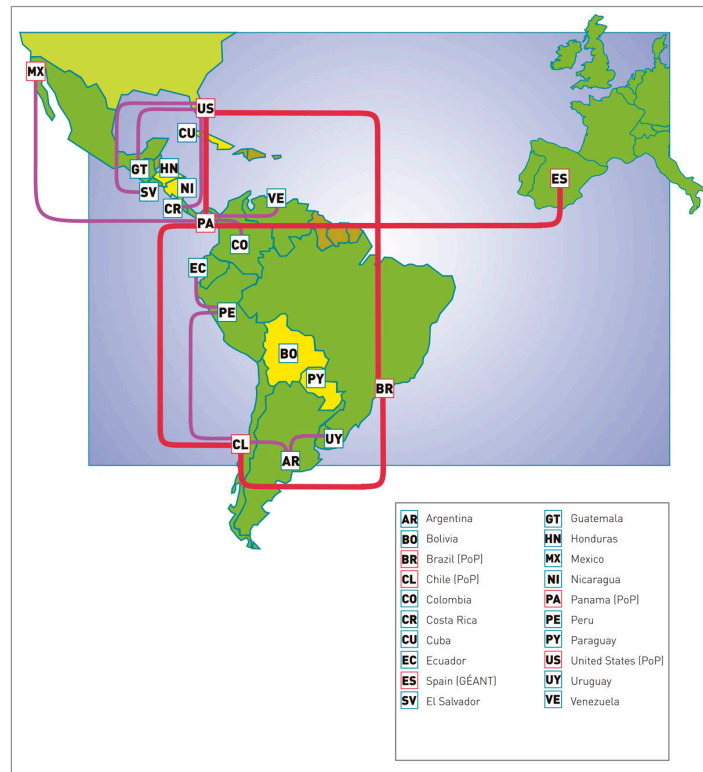 MX
US
CU
GT
HN
SV
NI
CR
VE
PA
CO
ES
EC
PE
BO
PY
BR
CL
UY
AR
AR Argentina
BO Bolivia
BR Brazil (PoP)
CL Chile (PoP)
CO Colombia
CR Costa Rica
CU Cuba
EC Ecuador
ES Spain (GÉANT)
SV El Salvador
GT Guatemala
HN Honduras
MX Mexico
NI Nicaragua
PA Panama (PoP)
PE Peru
PY Paraguay
US United States (PoP)
UY Uruguay
VE Venezuela